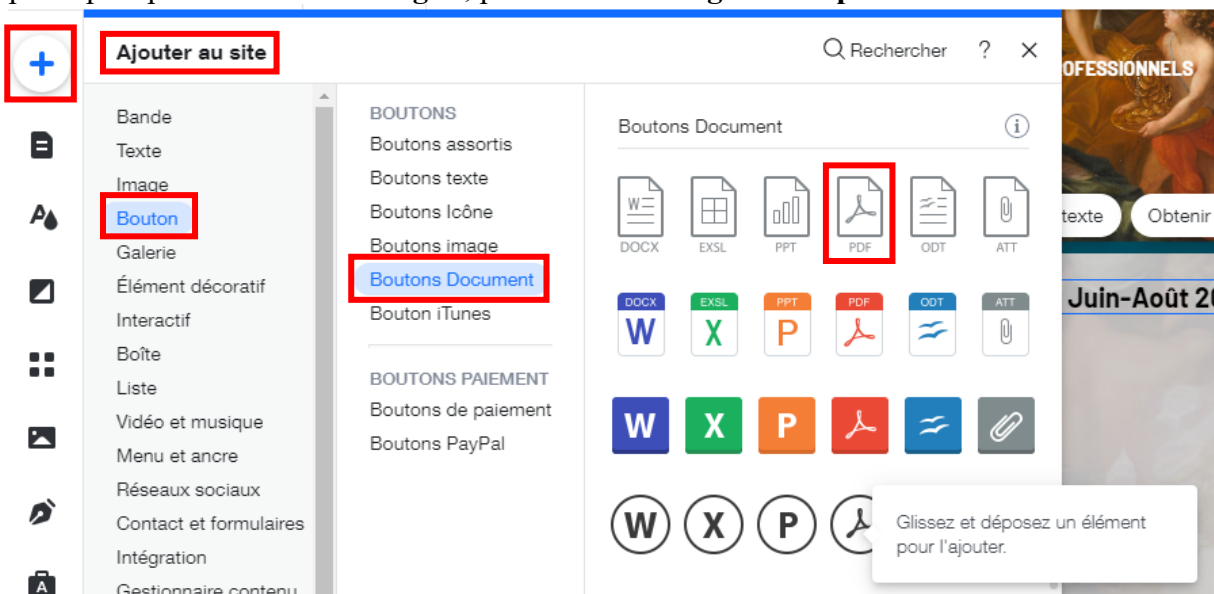 Ajouter au site
Rechercher ? ×
OFESSIONNELS
Bande
Texte
Image
Bouton
Galerie
Élément décoratif
Interactif
Boîte
Liste
Vidéo et musique
Menu et ancre
Réseaux sociaux
Contact et formulaires
Intégration
Gestionnaire contenu
BOUTONS
Boutons assortis
Boutons texte
Boutons Icône
Boutons image
Boutons Document
Bouton iTunes
BOUTONS PAIEMENT
Boutons de paiement
Boutons PayPal
Boutons Document i
W
DOCX EXSL PPT PDF ODT ATT
DOCX EXSL PPT PDF ODT ATT
W X P
W X P
W X P
Glissez et déposez un élément
pour l'ajouter.
texte Obtenir
Juin-Août 20
A
A